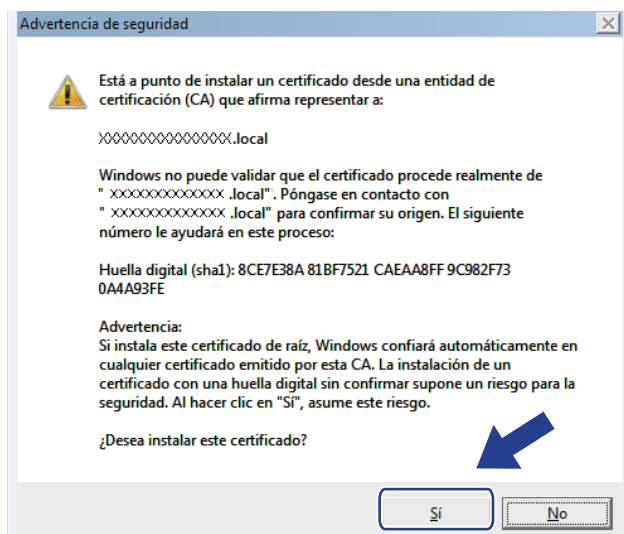 Advertencia de seguridad
Está a punto de instalar un certificado desde una entidad de
certificación (CA) que afirma representar a:
XXXXXXXXXXXXXXX.local
Windows no puede validar que el certificado procede realmente de
" XXXXXXXXXXXXX .local". Póngase en contacto con
" XXXXXXXXXXXXX .local" para confirmar su origen. El siguiente
número le ayudará en este proceso:
Huella digital (sha1): 8CE7E38A 81BF7521 CAEAA8FF 9C982F73
0A4A93FE
Advertencia:
Si instala este certificado de raíz, Windows confiará automáticamente en
cualquier certificado emitido por esta CA. La instalación de un
certificado con una huella digital sin confirmar supone un riesgo para la
seguridad. Al hacer clic en "Sí", asume este riesgo.
¿Desea instalar este certificado?
Sí No